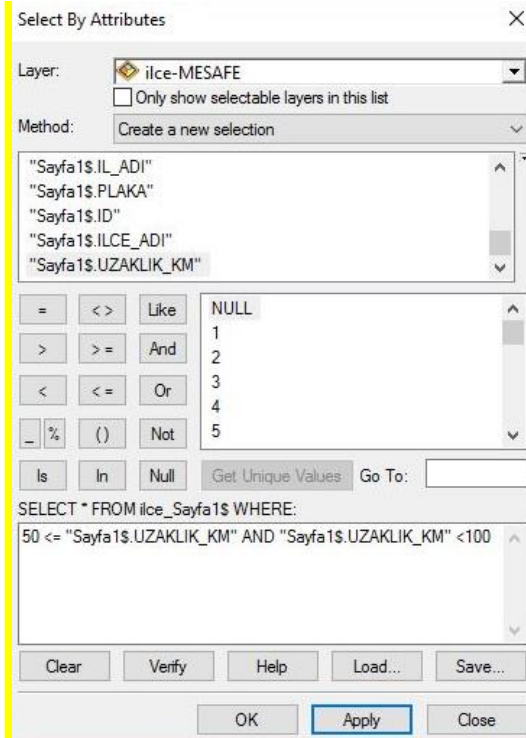 Select By Attributes
Layer: ilce-MESAFE
Only show selectable layers in this list
Method: Create a new selection
"Sayfa1$.IL_ADI"
"Sayfa1$.PLAKA"
"Sayfa1$.ID"
"Sayfa1$.ILCE_ADI"
"Sayfa1$.UZAKLIK_KM"
= < > Like NULL
1
> > = And 2
3
< < = Or 4
_ % () Not 5
Is In Null Get Unique Values Go To:
SELECT * FROM ilce_Sayfa1$ WHERE:
50 <= "Sayfa1$.UZAKLIK_KM" AND "Sayfa1$.UZAKLIK_KM" <100
Clear Verify Help Load... Save...
OK Apply Close